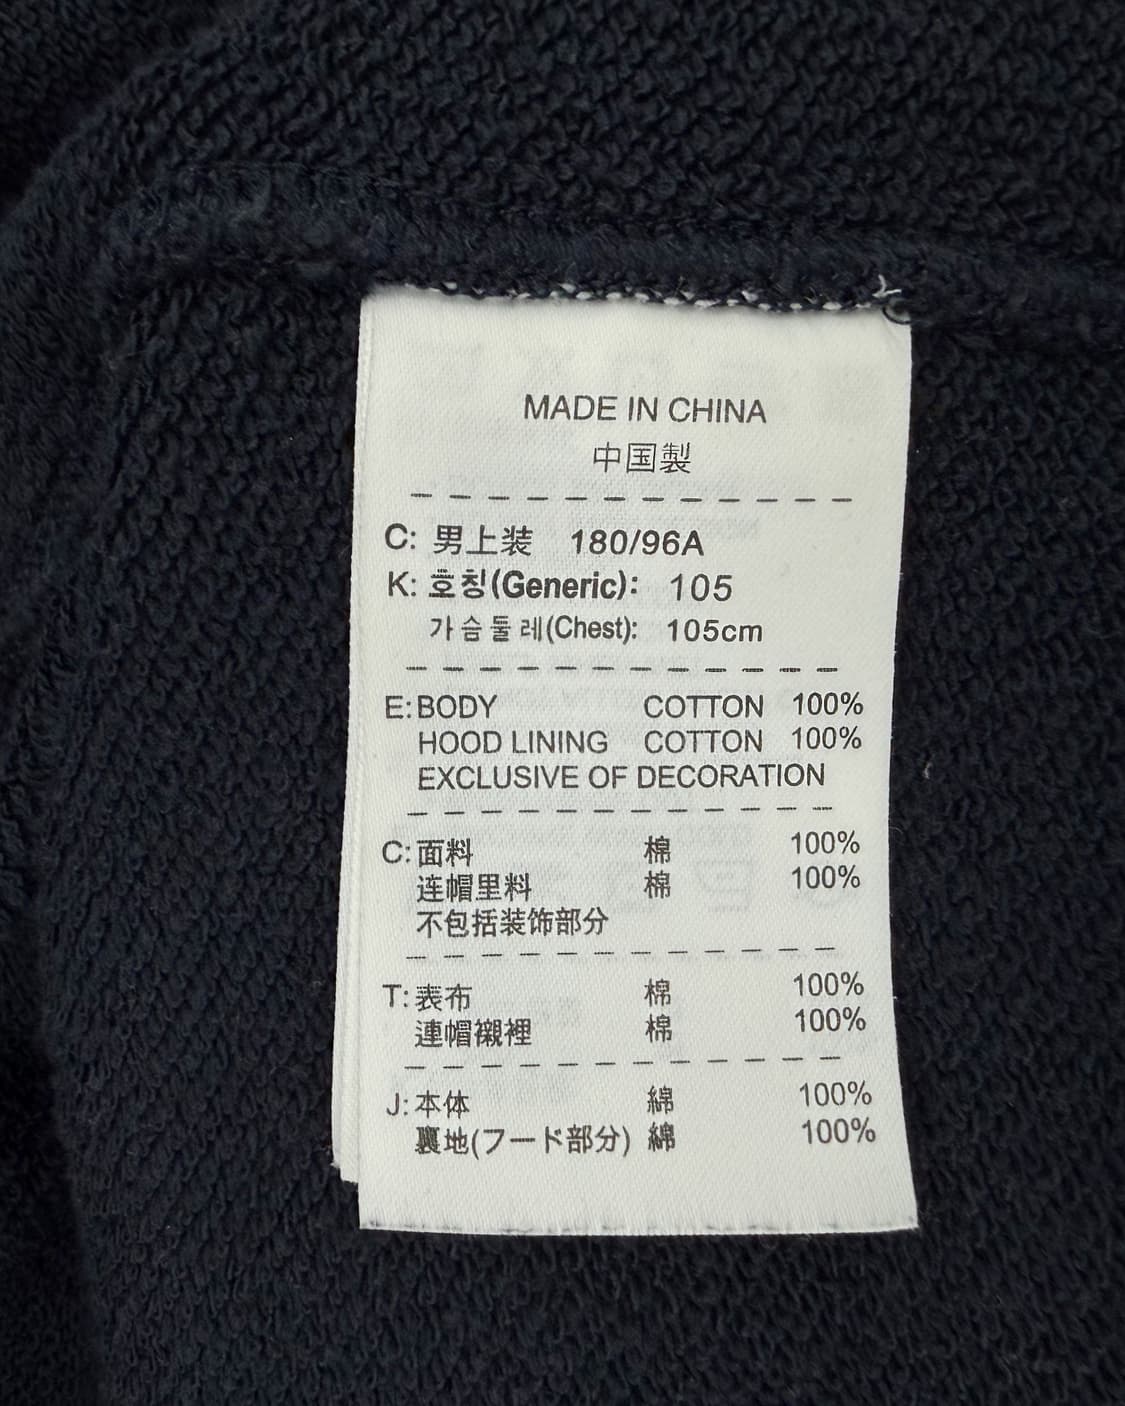 MADE IN CHINA
中国製
C: 男上装 180/96A
K: 호칭(Generic): 105
가슴둘레(Chest): 105cm
E: BODY COTTON 100%
HOOD LINING COTTON 100%
EXCLUSIVE OF DECORATION
C: 面料 棉 100%
连帽里料 棉 100%
不包括装饰部分
T: 表布 棉 100%
連帽襯裡 棉 100%
J: 本体 綿 100%
裏地(フード部分) 綿 100%